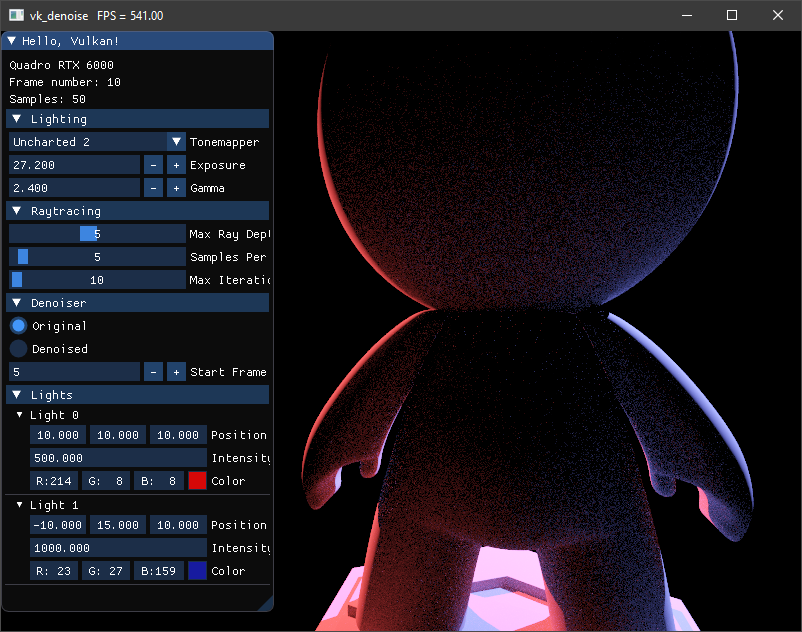 vk_denoise FPS = 541.00
Hello, Vulkan!
Quadro RTX 6000
Frame number: 10
Samples: 50
Lighting
Uncharted 2 Tonemapper
27.200 - + Exposure
2.400 - + Gamma
Raytracing
5 Max Ray Dept
5 Samples Per
10 Max Iteratio
Denoiser
Original
Denoised
5 - + Start Frame
Lights
Light 0
10.000 10.000 10.000 Position
500.000 Intensity
R:214 G: 8 B: 8 Color
Light 1
-10.000 15.000 10.000 Position
1000.000 Intensity
R: 23 G: 27 B:159 Color